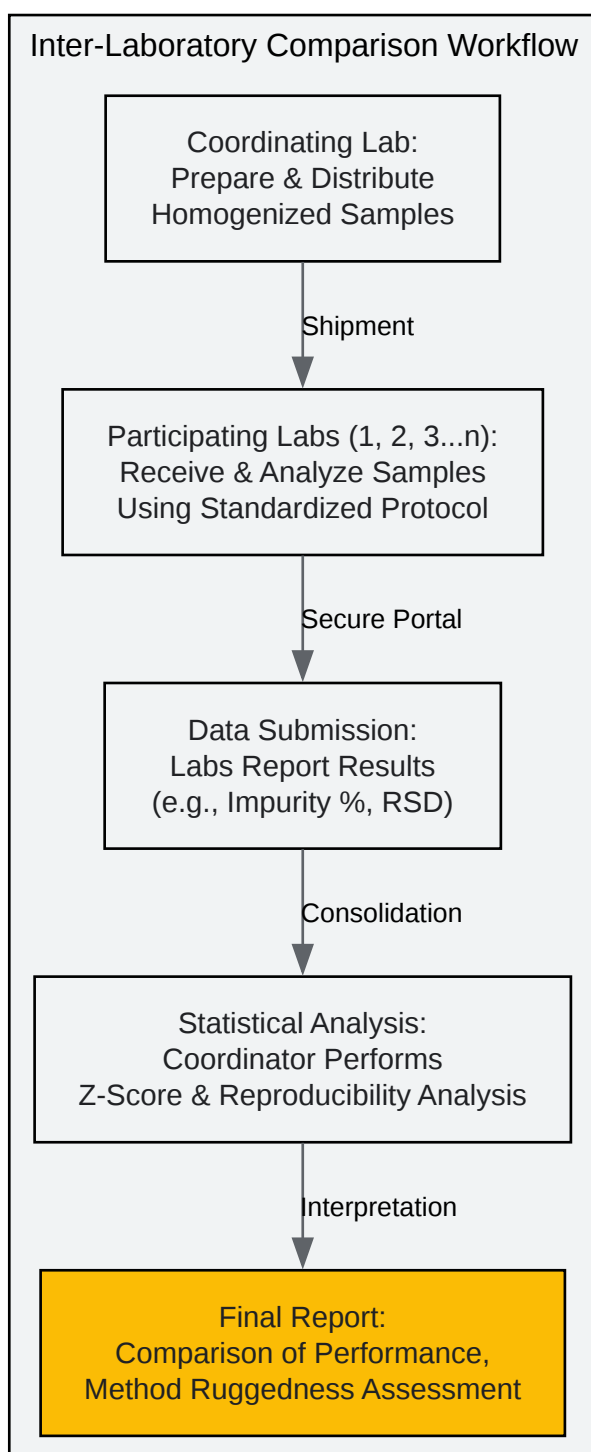 Inter-Laboratory Comparison Workflow
Coordinating Lab:
Prepare & Distribute
Homogenized Samples
Shipment
Participating Labs (1, 2, 3...n):
Receive & Analyze Samples
Using Standardized Protocol
Secure Portal
Data Submission:
Labs Report Results
(e.g., Impurity %, RSD)
Consolidation
Statistical Analysis:
Coordinator Performs
Z-Score & Reproducibility Analysis
Interpretation
Final Report:
Comparison of Performance,
Method Ruggedness Assessment